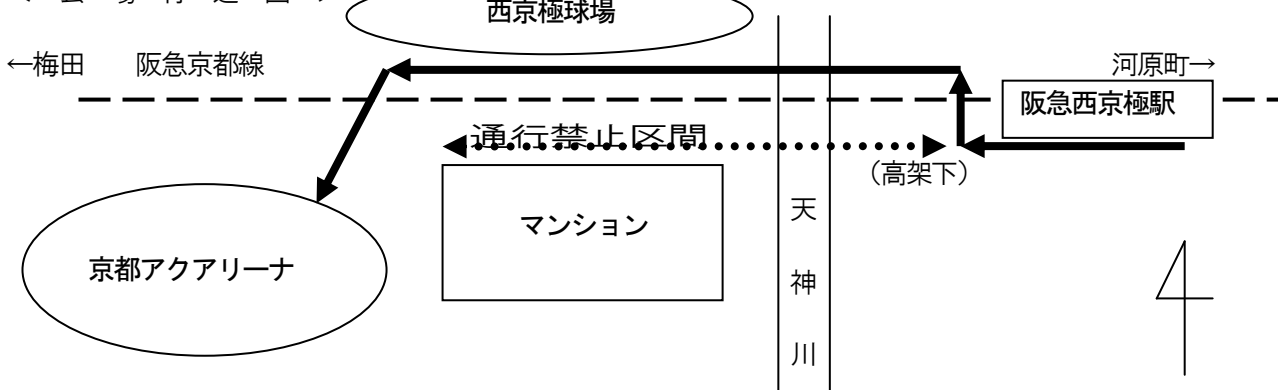 西京極球場
←梅田 阪急京都線 河原町→
阪急西京極駅
通行禁止区間
(高架下)
マンション
天神川
京都アクアリーナ